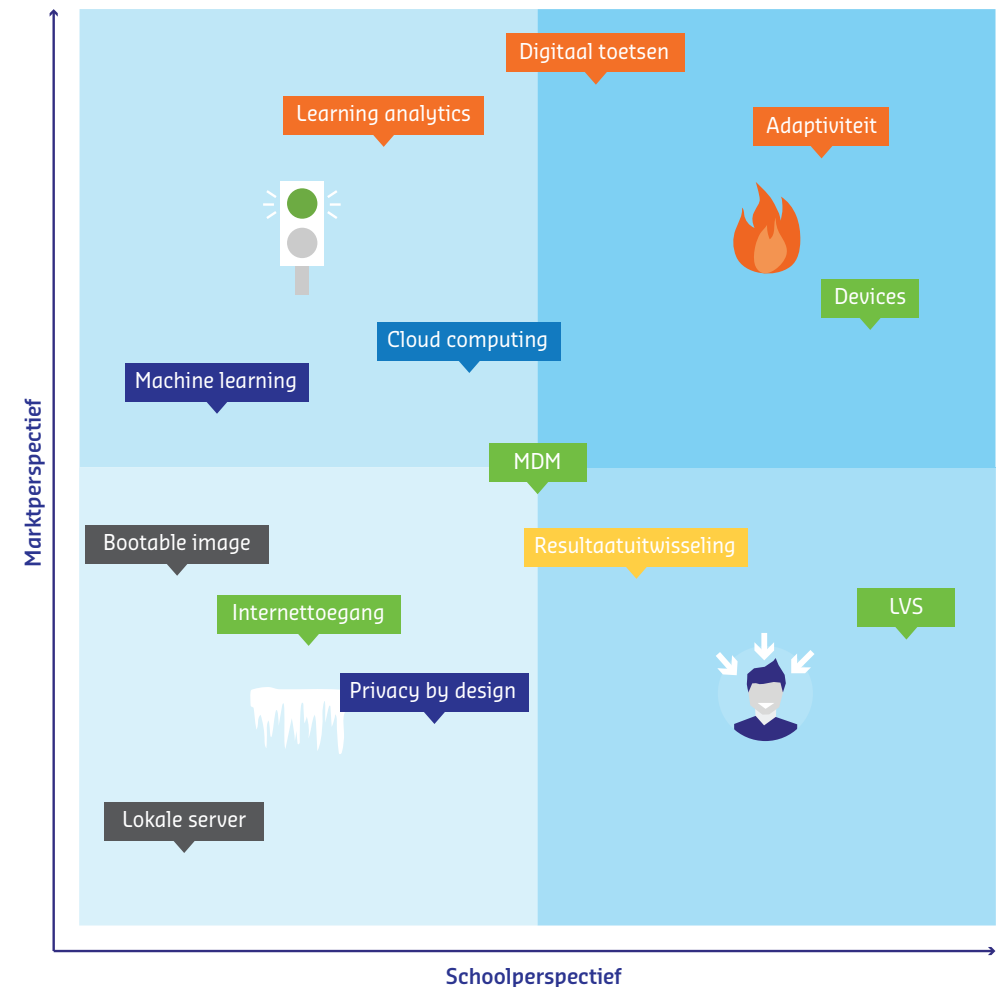 Digitaal toetsen
Learning analytics
Adaptiviteit
Devices
Cloud computing
Machine learning
MDM
Bootable image
Resultaatuitwisseling
Internettoegang
LVS
Privacy by design
Lokale server
Marktperspectief
Schoolperspectief